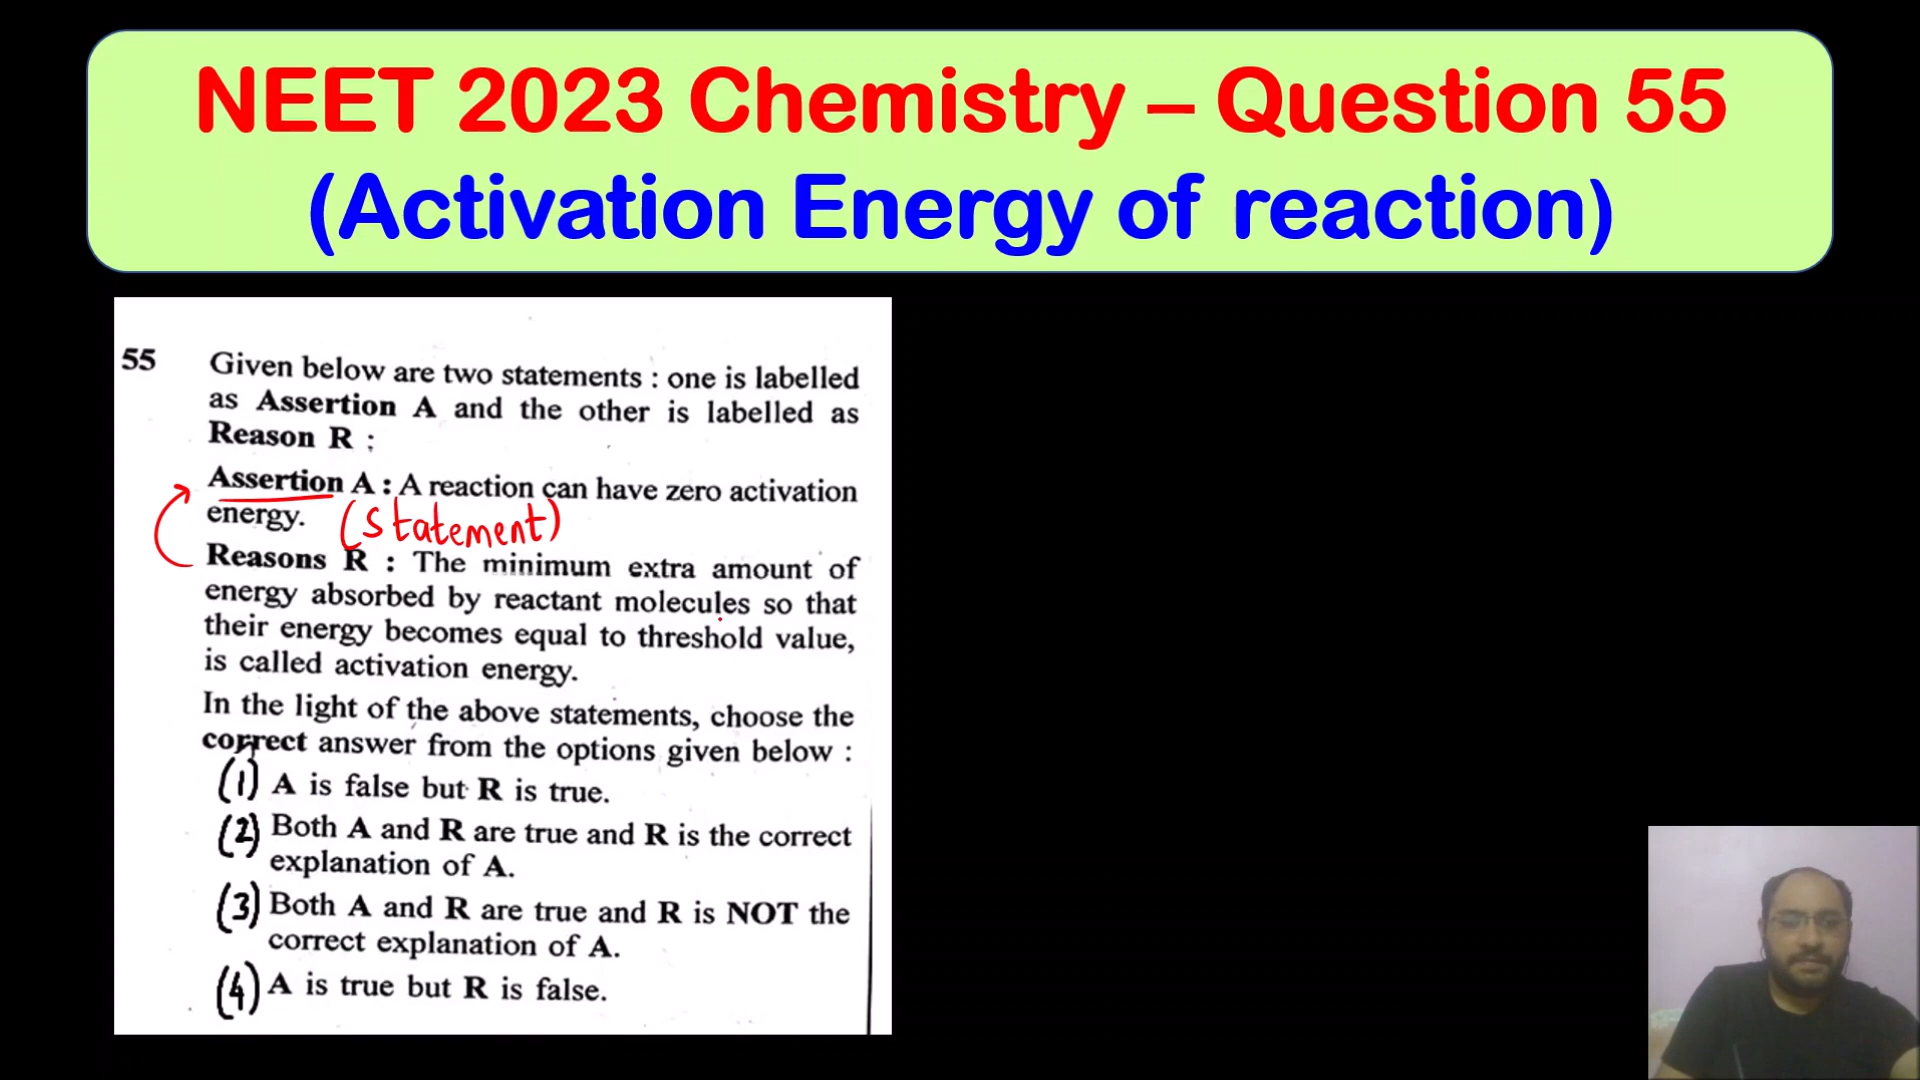 NEET 2023 Chemistry – Question 55
(Activation Energy of reaction)
55 Given below are two statements : one is labelled
as Assertion A and the other is labelled as
Reason R :
Assertion A : A reaction can have zero activation
energy. (statement)
Reasons R : The minimum extra amount of
energy absorbed by reactant molecules so that
their energy becomes equal to threshold value,
is called activation energy.
In the light of the above statements, choose the
correct answer from the options given below :
(1) A is false but R is true.
(2) Both A and R are true and R is the correct
explanation of A.
(3) Both A and R are true and R is NOT the
correct explanation of A.
(4) A is true but R is false.